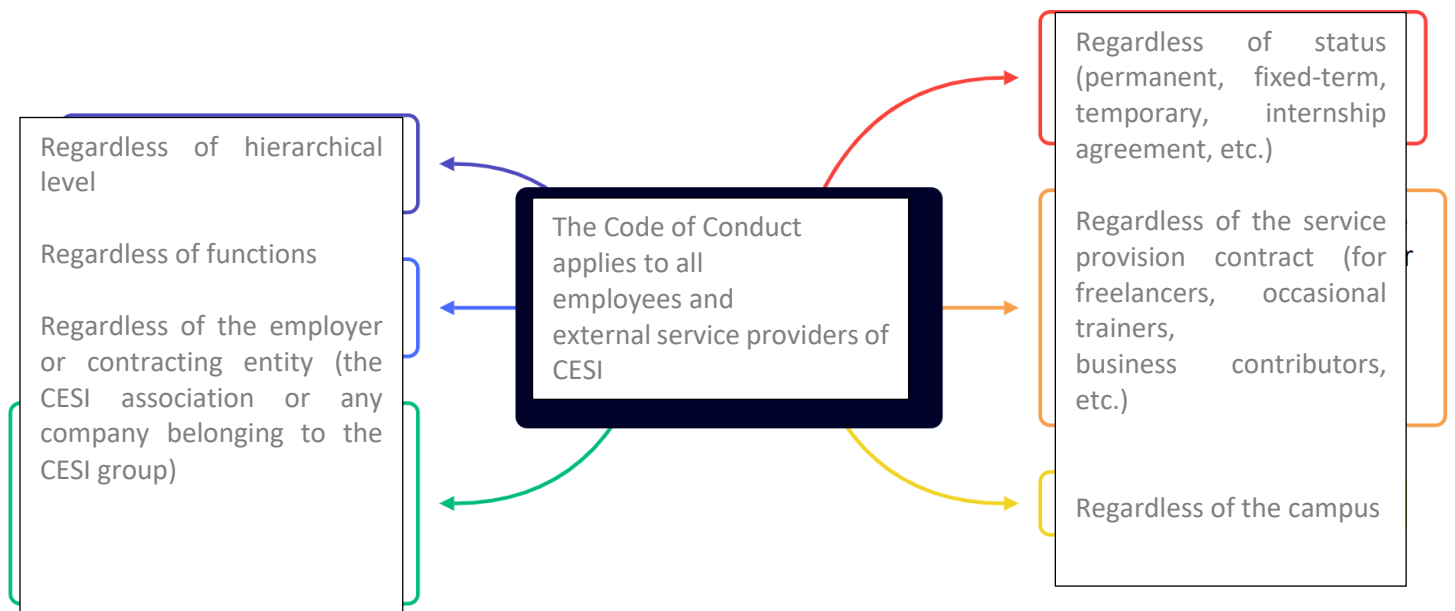 Regardless of hierarchical
level
Regardless of functions
Regardless of the employer
or contracting entity (the
CESI association or any
company belonging to the
CESI group)
The Code of Conduct
applies to all
employees and
external service providers of
CESI
Regardless of status
(permanent, fixed-term,
temporary, internship
agreement, etc.)
Regardless of the service
provision contract (for
freelancers, occasional
trainers,
business contributors,
etc.)
Regardless of the campus